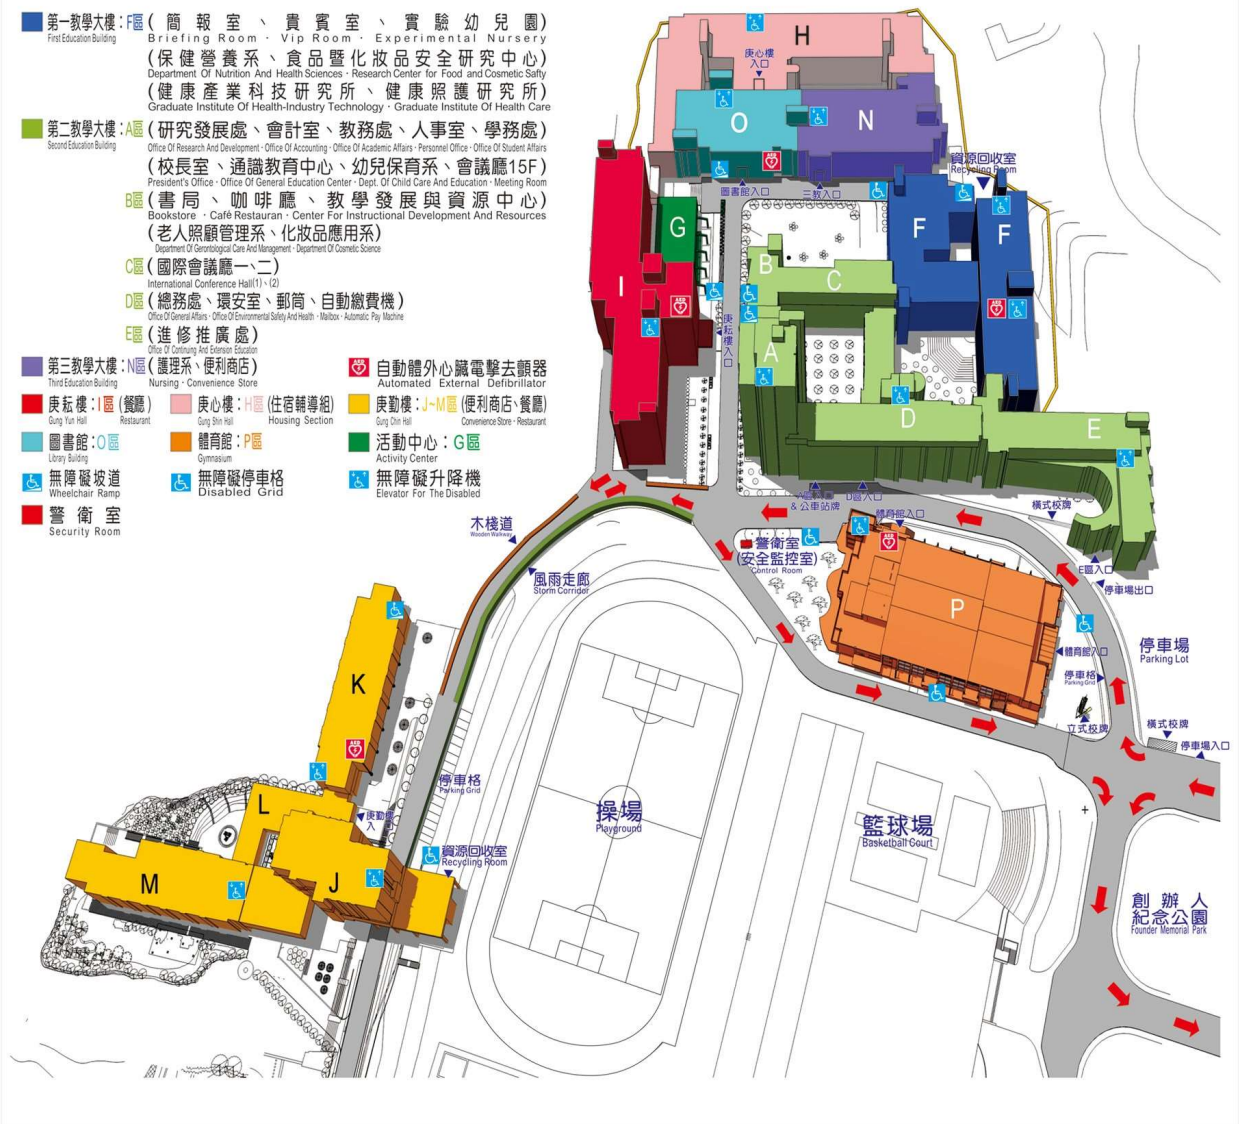 第一教學大樓：F區（簡報室、貴賓室、實驗幼兒園）
First Education Building
Briefing Room · Vip Room · Experimental Nursery
（保健營養系、食品暨化妝品安全研究中心）
Department Of Nutrition And Health Sciences · Research Center for Food and Cosmetic Safty
（健康產業科技研究所、健康照護研究所）
Graduate Institute Of Health-Industry Technology · Graduate Institute Of Health Care
第二教學大樓：A區（研究發展處、會計室、教務處、人事室、學務處）
Second Education Building
Office Of Research And Development · Office Of Accounting · Office Of Academic Affairs · Personnel Office · Office Of Student Affairs
（校長室、通識教育中心、幼兒保育系、會議廳15F）
President's Office · Office Of General Education Center · Dept. Of Child Care And Education · Meeting Room
B區（書局、咖啡廳、教學發展與資源中心）
Bookstore · Café Restauran · Center For Instructional Development And Resources
（老人照顧管理系、化妝品應用系）
Department Of Gerontological Care And Management · Department Of Cosmetic Science
C區（國際會議廳一、二）
International Conference Hall(1)、(2)
D區（總務處、環安室、郵筒、自動繳費機）
Office Of General Affairs · Office Of Environmental Safety And Health · Mailbox · Automatic Pay Machine
E區（進修推廣處）
Office Of Continuing And Extension Education
第三教學大樓：N區（護理系、便利商店）
Third Education Building
Nursing · Convenience Store
自動體外心臟電擊去顫器
Automated External Defibrillator
庚耘樓：I區（餐廳）
Gung Yun Hall
Restaurant
庚心樓：H區（住宿輔導組）
Gung Shin Hall
Housing Section
庚勤樓：J~M區（便利商店、餐廳）
Gung Chin Hall
Convenience Store · Restaurant
圖書館：O區
Library Building
體育館：P區
Gymnasium
活動中心：G區
Activity Center
無障礙坡道
Wheelchair Ramp
無障礙停車格
Disabled Grid
無障礙升降機
Elevator For The Disabled
警衛室
Security Room
H
庚心樓
入口
O
N
AED
圖書館入口
三教入口
資源回收室
Recycling Room
G
F
F
I
B
C
A
AED
AED
庚耘樓入口
D
E
D區入口
& 公車站牌
體育館入口
橫式校牌
E區入口
停車場出口
木棧道
Wooden Walkway
警衛室
(安全監控室)
Control Room
AED
P
風雨走廊
Storm Corridor
體育館入口
停車場
Parking Lot
停車格
Parking Grid
立式校牌
橫式校牌
停車場入口
K
AED
停車格
Parking Grid
L
庚勤樓
入口
資源回收室
Recycling Room
M
J
操場
Playground
籃球場
Basketball Court
創辦人
紀念公園
Founder Memorial Park